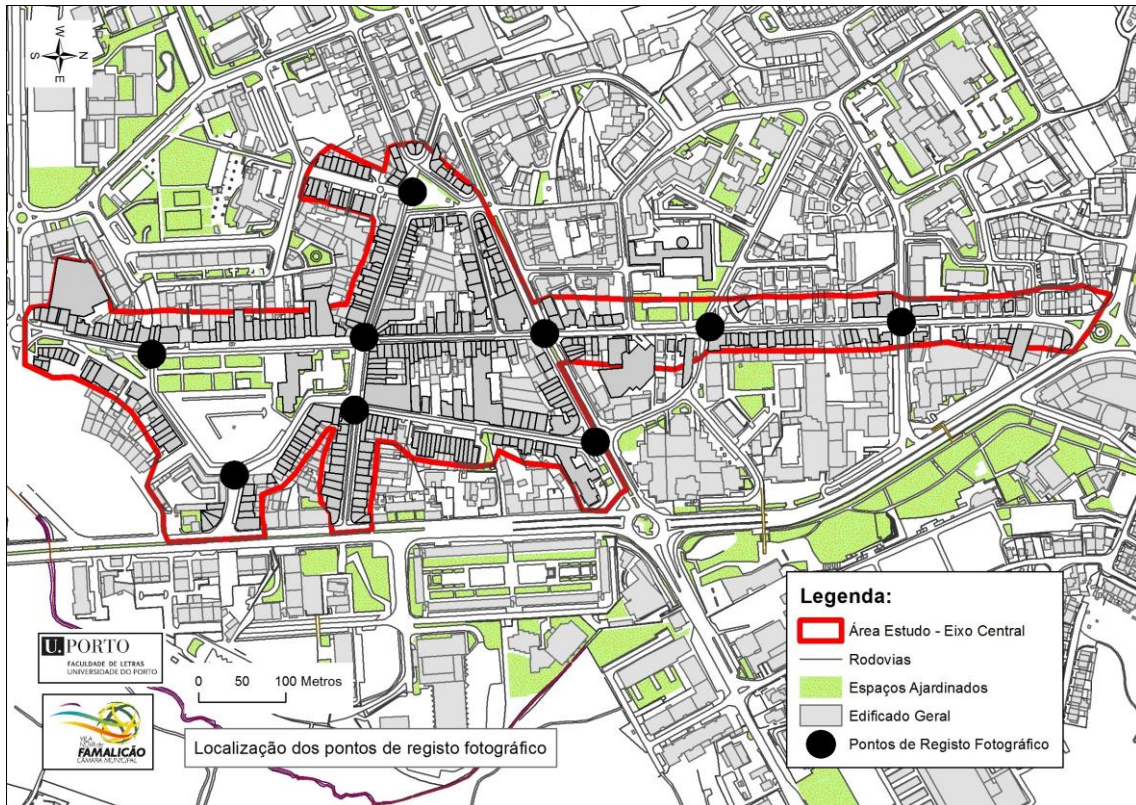 W
S N
E
Legenda:
Área Estudo - Eixo Central
Rodovias
Espaços Ajardinados
Edificado Geral
Pontos de Registo Fotográfico
U. PORTO
FACULDADE DE LETRAS
UNIVERSIDADE DO PORTO
0 50 100 Metros
VILA
NOVA DE
FAMALICÃO
CÂMARA MUNICIPAL
Localização dos pontos de registo fotográfico